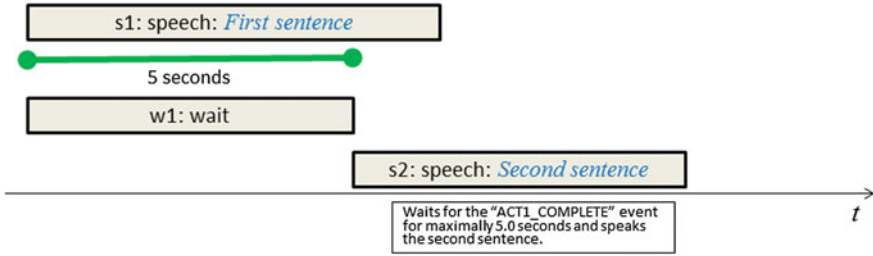 s1: speech: First sentence
5 seconds
w1: wait
s2: speech: Second sentence
t
Waits for the “ACT1_COMPLETE” event
for maximally 5.0 seconds and speaks
the second sentence.